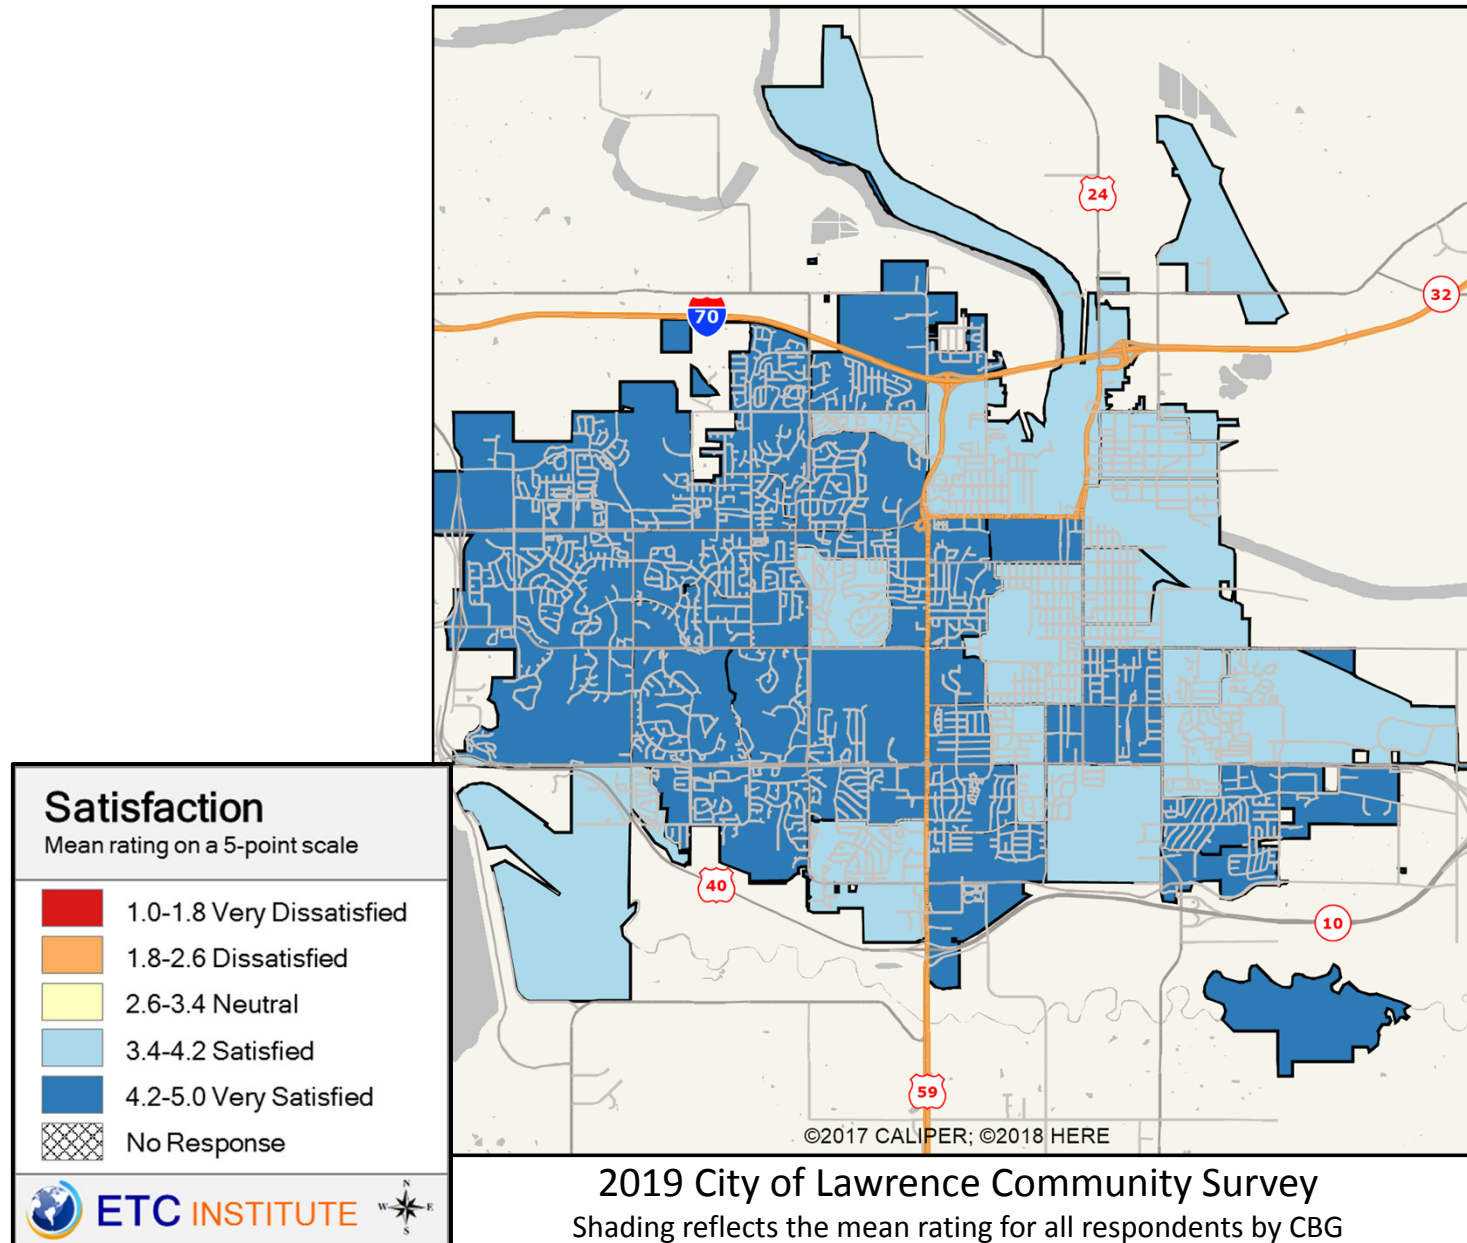 24
32
70
40
10
59
©2017 CALIPER; ©2018 HERE
Satisfaction
Mean rating on a 5-point scale
1.0-1.8 Very Dissatisfied
1.8-2.6 Dissatisfied
2.6-3.4 Neutral
3.4-4.2 Satisfied
4.2-5.0 Very Satisfied
No Response
ETC INSTITUTE
N
W E
S
2019 City of Lawrence Community Survey
Shading reflects the mean rating for all respondents by CBG